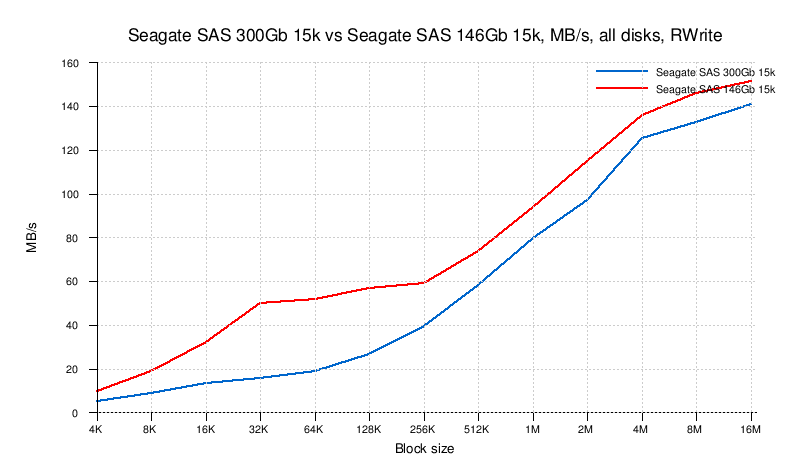 Seagate SAS 300Gb 15k vs Seagate SAS 146Gb 15k, MB/s, all disks, RWrite
Seagate SAS 300Gb 15k
Seagate SAS 146Gb 15k
160
140
120
100
80
60
40
20
0
MB/s
4K 8K 16K 32K 64K 128K 256K 512K 1M 2M 4M 8M 16M
Block size